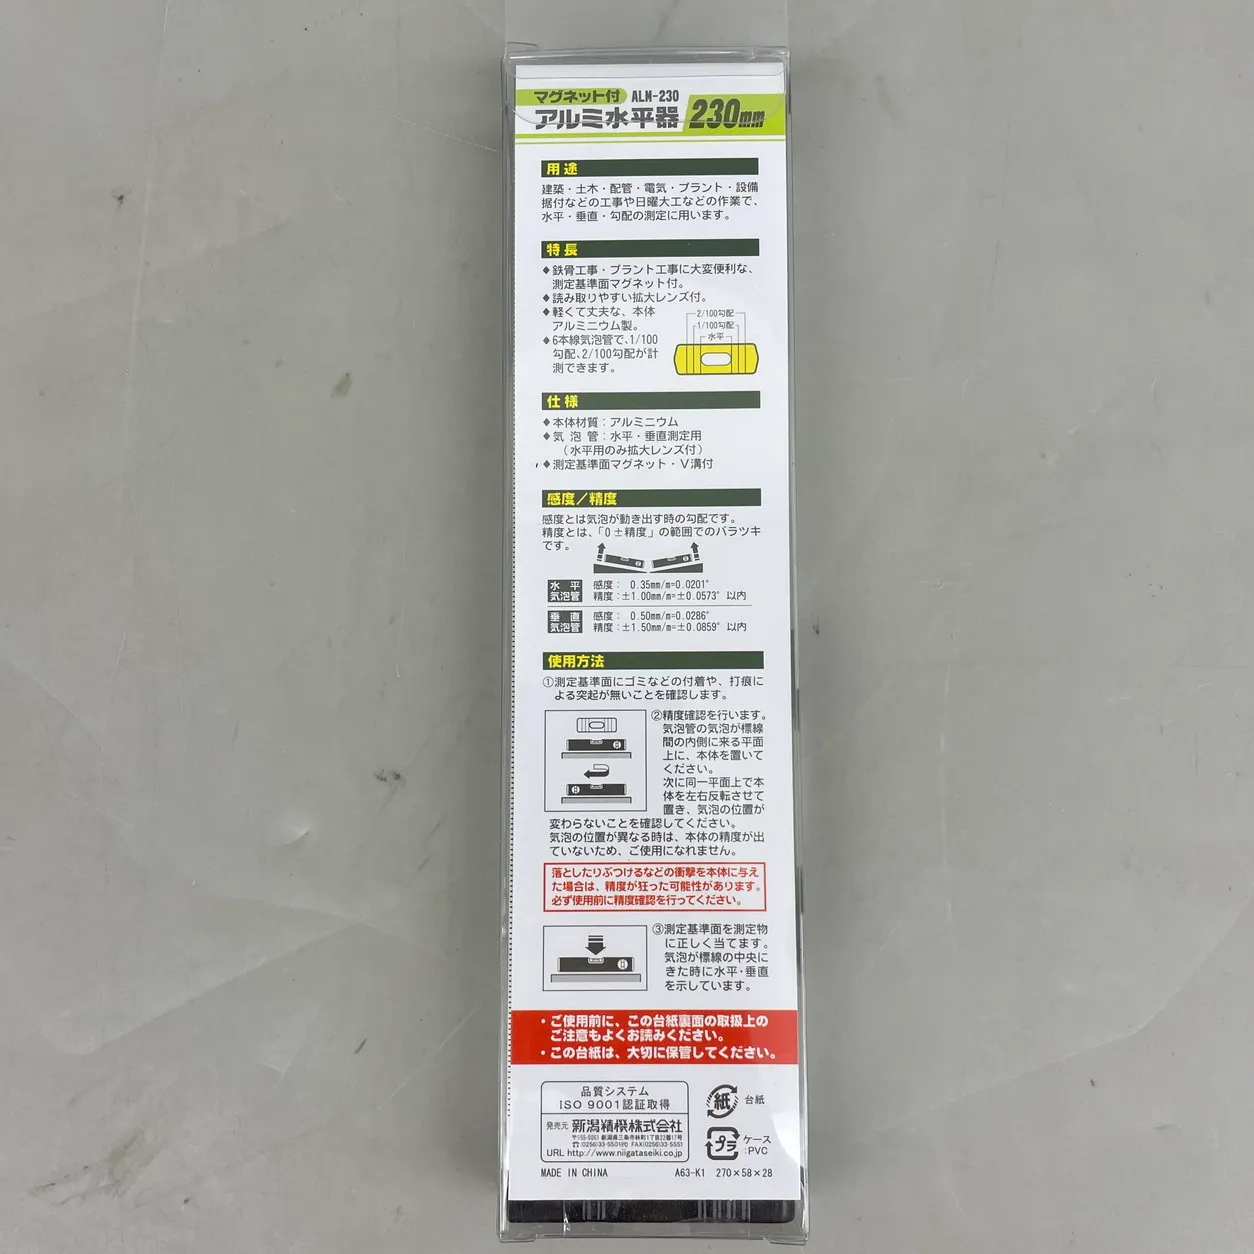 マグネット付 ALM-230
アルミ水平器 230mm
用途
建築・土木・配管・電気・プラント・設備
据付などの工事や日曜大工などの作業で、
水平・垂直・勾配の測定に用います。
特長
◆鉄骨工事・プラント工事に大変便利な、
測定基準面マグネット付。
◆読み取りやすい拡大レンズ付。
◆軽くて丈夫な、本体
アルミニウム製。
◆6本線気泡管で、1/100
勾配、2/100勾配が計
測できます。
2/100勾配
1/100勾配
水平
仕様
◆本体材質：アルミニウム
◆気泡管：水平・垂直測定用
（水平用のみ拡大レンズ付）
◆測定基準面マグネット・V溝付
感度／精度
感度とは気泡が動き出す時の勾配です。
精度とは、「0±精度」の範囲でのバラツキ
です。
水平気泡管
感度： 0.35mm/m=0.0201°
精度：±1.00mm/m=±0.0573° 以内
垂直気泡管
感度： 0.50mm/m=0.0286°
精度：±1.50mm/m=±0.0859° 以内
使用方法
①測定基準面にゴミなどの付着や、打痕に
よる突起が無いことを確認します。
②精度確認を行います。
気泡管の気泡が標線
間の内側に来る平面
上に、本体を置いて
ください。
次に同一平面上で本
体を左右反転させて
置き、気泡の位置が
変わらないことを確認してください。
気泡の位置が異なる時は、本体の精度が出
ていないため、ご使用になれません。
落としたりぶつけるなどの衝撃を本体に与え
た場合は、精度が狂った可能性があります。
必ず使用前に精度確認を行ってください。
③測定基準面を測定物
に正しく当てます。
気泡が標線の中央に
きた時に水平・垂直
を示しています。
・ご使用前に、この台紙裏面の取扱上の
ご注意もよくお読みください。
・この台紙は、大切に保管してください。
品質システム
ISO 9001認証取得
発売元 新潟精機株式会社
〒955-0061 新潟県三条市林町1丁目22番17号
☎(0256)33-5501㈹ FAX(0256)33-5551
URL http://www.niigataseiki.co.jp
紙 台紙
プラ ケース
:PVC
MADE IN CHINA A63-K1 270×58×28